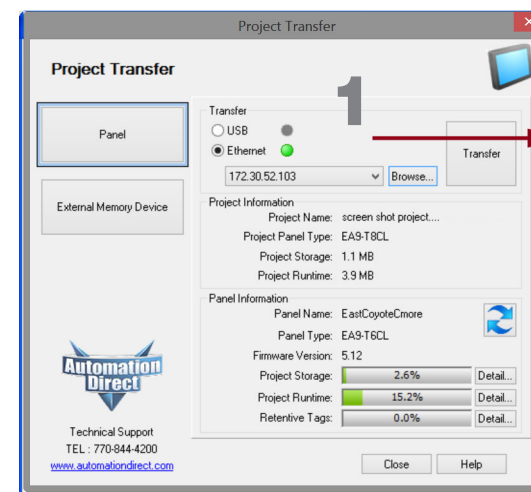 Project Transfer
Project Transfer
1
Panel
External Memory Device
Transfer
USB
Ethernet
172.30.52.103
Browse...
Transfer
Project Information
Project Name: screen shot project....
Project Panel Type: EA9-T8CL
Project Storage: 1.1 MB
Project Runtime: 3.9 MB
Panel Information
Panel Name: EastCoyoteCmore
Panel Type: EA9-T6CL
Firmware Version: 5.12
Project Storage: 2.6% Detail...
Project Runtime: 15.2% Detail...
Retentive Tags: 0.0% Detail...
Automation
Direct
Technical Support
TEL : 770-844-4200
www.automationdirect.com
Close
Help